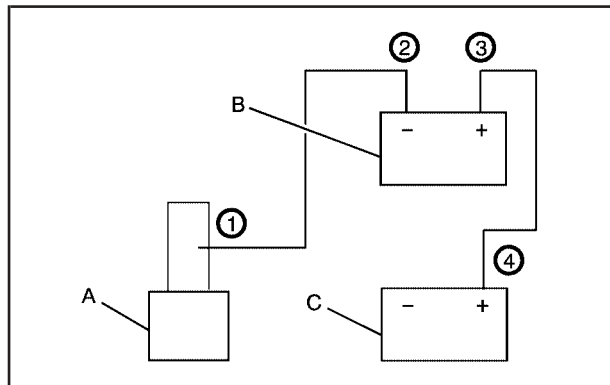 ② ③
B
− +
①
④
A
C
− +